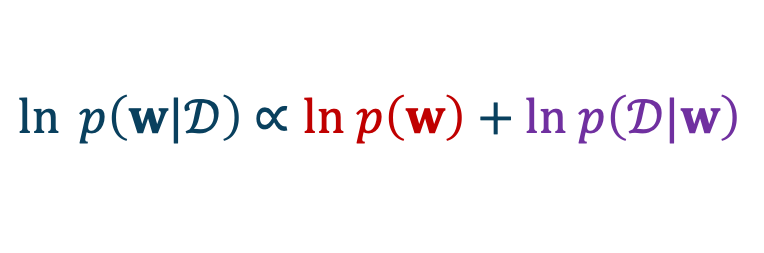 ln p(𝐰|𝒟) ∝ ln p(𝐰) + ln p(𝒟|𝐰)